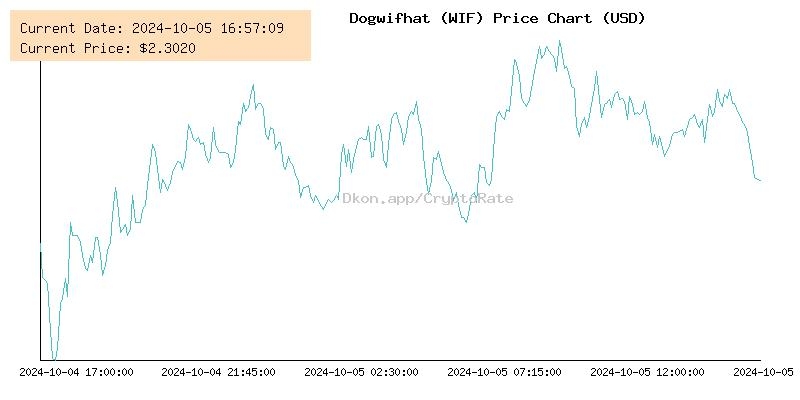 Dogwifhat (WIF) Price Chart (USD)
Current Date: 2024-10-05 16:57:09
Current Price: $2.3020
Dkon.app/CryptoRate
2024-10-04 17:00:00
2024-10-04 21:45:00
2024-10-05 02:30:00
2024-10-05 07:15:00
2024-10-05 12:00:00
2024-10-05